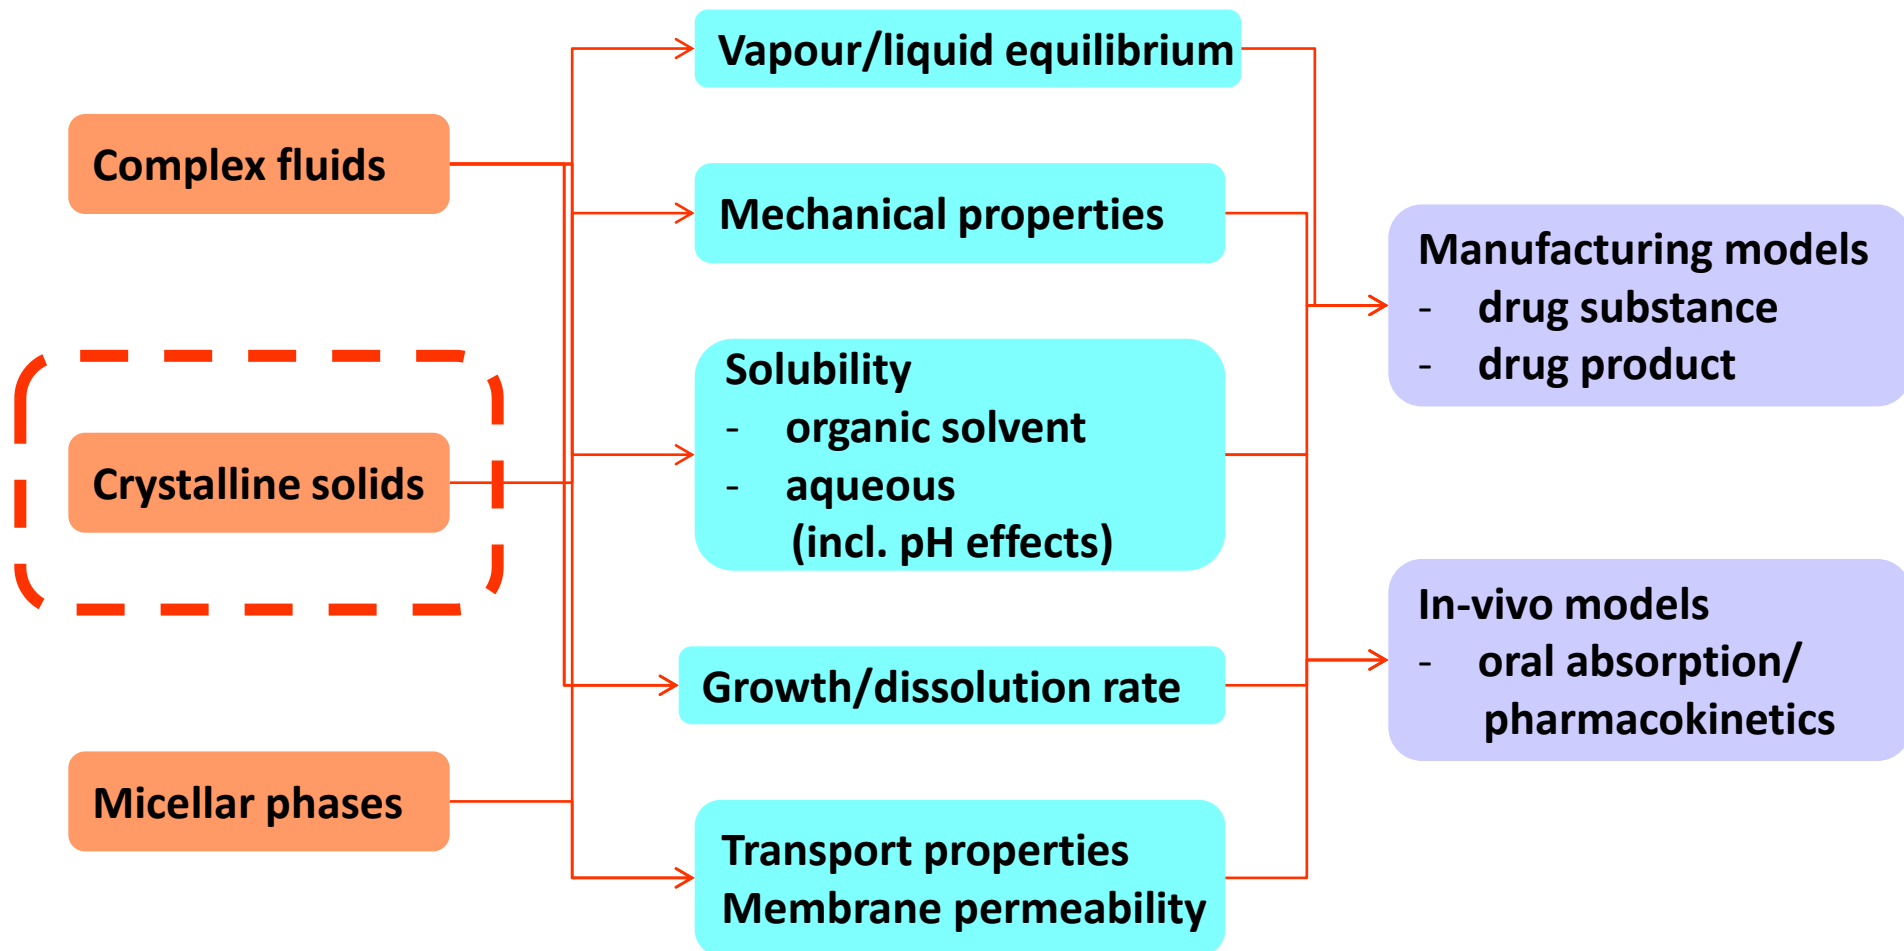 Complex fluids
Crystalline solids
Micellar phases
Vapour/liquid equilibrium
Mechanical properties
Solubility
- organic solvent
- aqueous
(incl. pH effects)
Growth/dissolution rate
Transport properties
Membrane permeability
Manufacturing models
- drug substance
- drug product
In-vivo models
- oral absorption/
pharmacokinetics